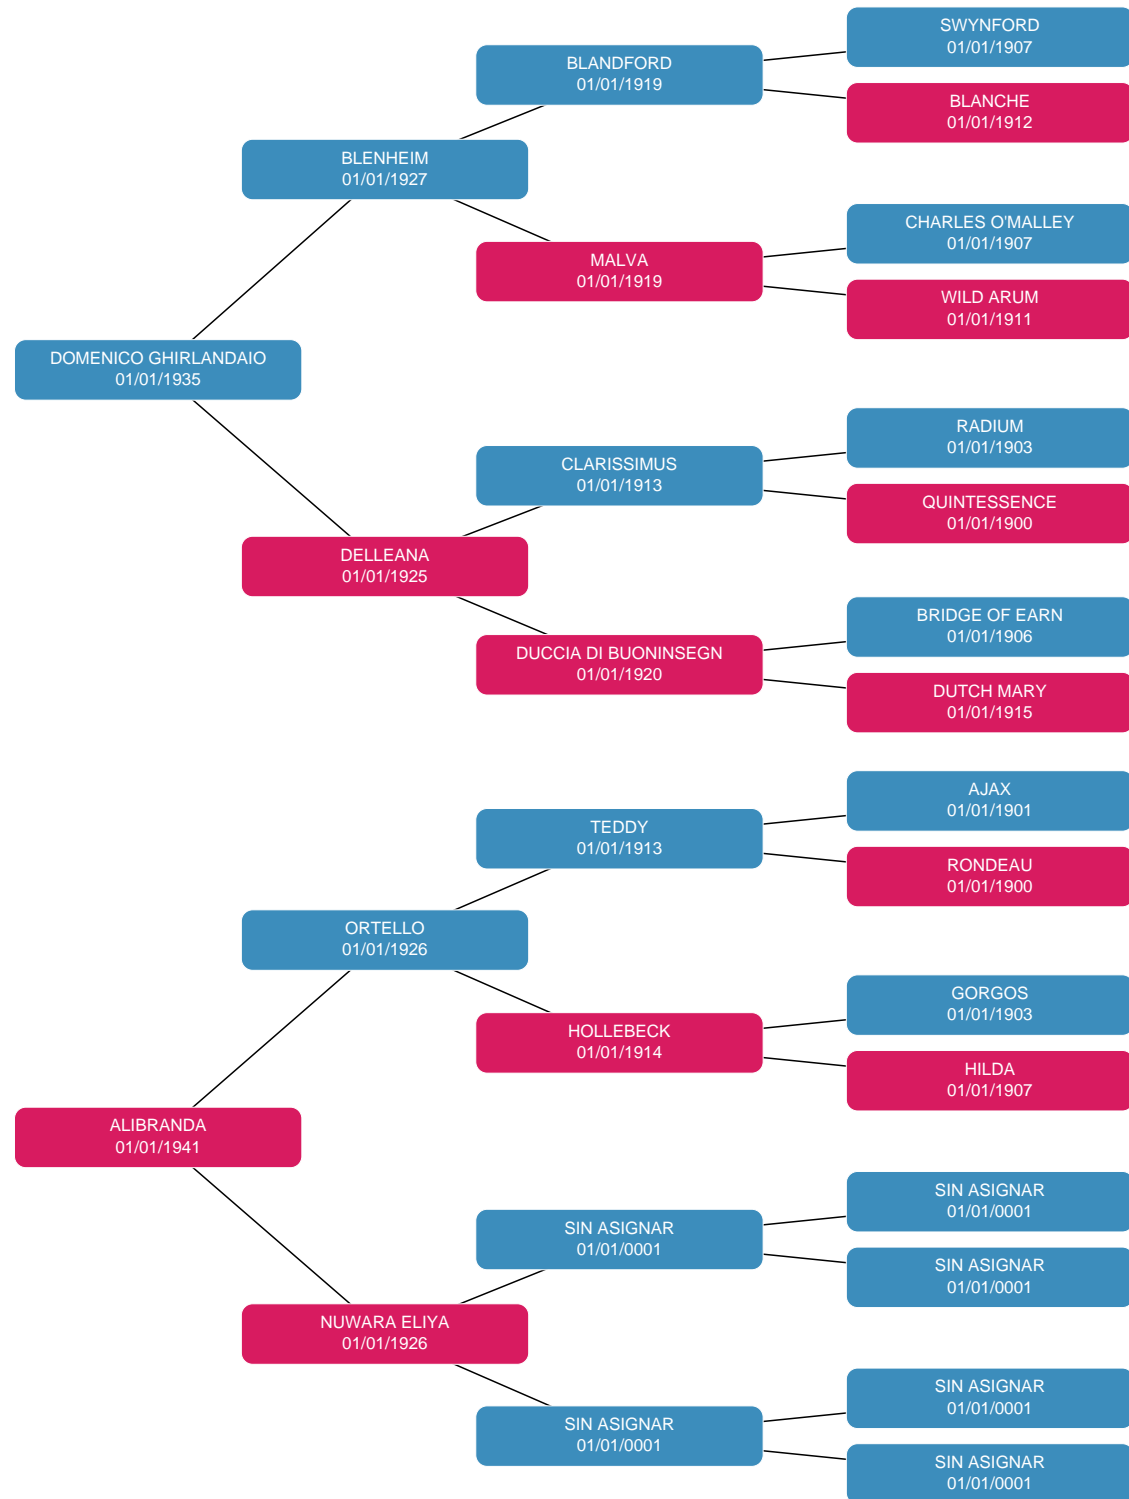 SWYNFORD
01/01/1907
BLANDFORD
01/01/1919
BLANCHE
01/01/1912
BLENHEIM
01/01/1927
CHARLES O'MALLEY
01/01/1907
MALVA
01/01/1919
WILD ARUM
01/01/1911
DOMENICO GHIRLANDAIO
01/01/1935
RADIUM
01/01/1903
CLARISSIMUS
01/01/1913
QUINTESSENCE
01/01/1900
DELLEANA
01/01/1925
BRIDGE OF EARN
01/01/1906
DUCCIA DI BUONINSEGN
01/01/1920
DUTCH MARY
01/01/1915
AJAX
01/01/1901
TEDDY
01/01/1913
RONDEAU
01/01/1900
ORTELLO
01/01/1926
GORGOS
01/01/1903
HOLLEBECK
01/01/1914
HILDA
01/01/1907
ALIBRANDA
01/01/1941
SIN ASIGNAR
01/01/0001
SIN ASIGNAR
01/01/0001
SIN ASIGNAR
01/01/0001
NUWARA ELIYA
01/01/1926
SIN ASIGNAR
01/01/0001
SIN ASIGNAR
01/01/0001
SIN ASIGNAR
01/01/0001